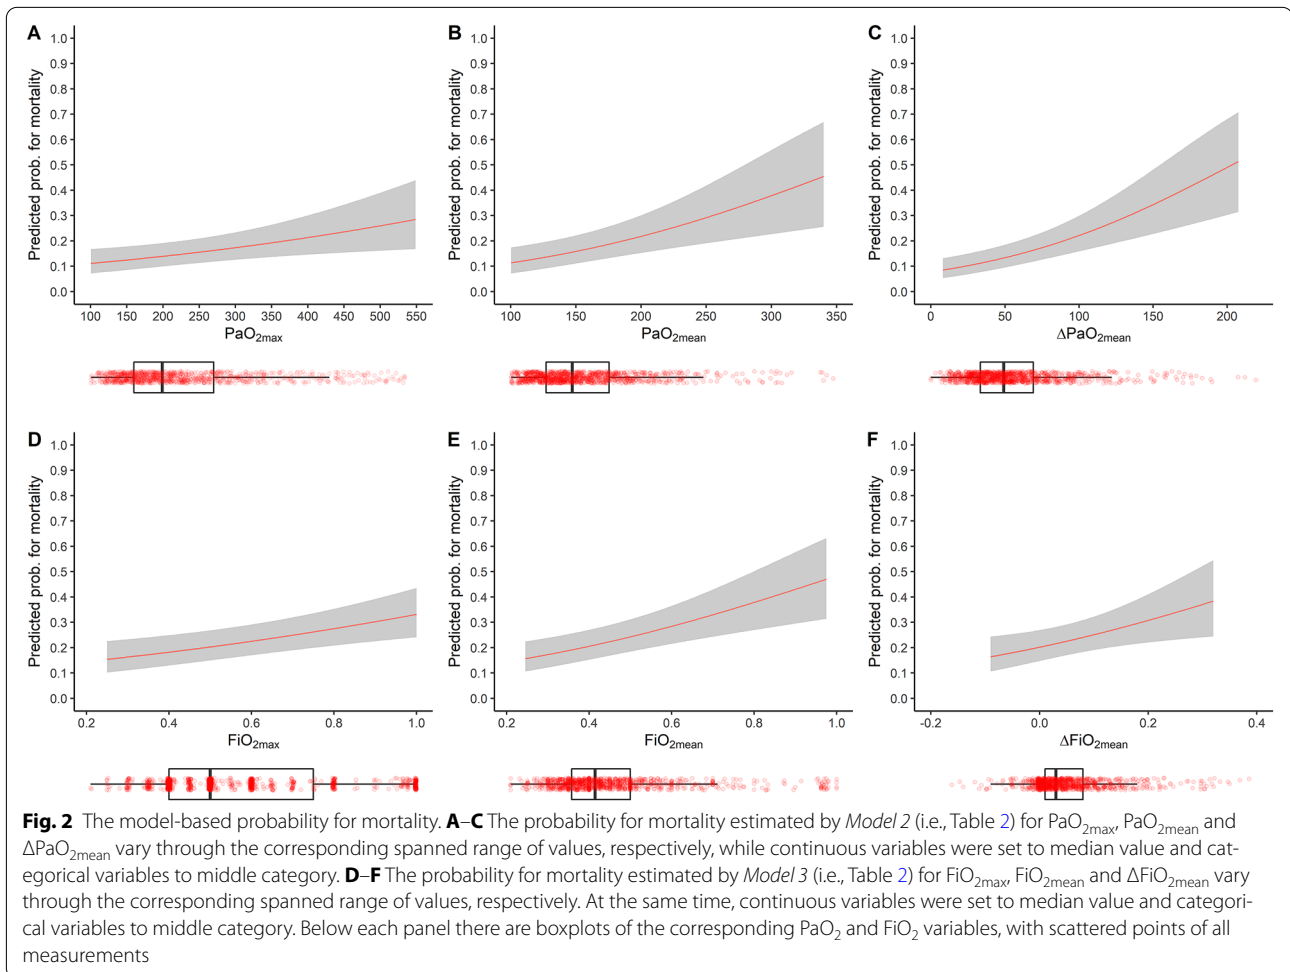 A
1.0
0.9
0.8
0.7
0.6
0.5
0.4
0.3
0.2
0.1
0.0
Predicted prob. for mortality
100 150 200 250 300 350 400 450 500 550
PaO2max
B
1.0
0.9
0.8
0.7
0.6
0.5
0.4
0.3
0.2
0.1
0.0
Predicted prob. for mortality
100 150 200 250 300 350
PaO2mean
C
1.0
0.9
0.8
0.7
0.6
0.5
0.4
0.3
0.2
0.1
0.0
Predicted prob. for mortality
0 50 100 150 200
ΔPaO2mean
D
1.0
0.9
0.8
0.7
0.6
0.5
0.4
0.3
0.2
0.1
0.0
Predicted prob. for mortality
0.2 0.4 0.6 0.8 1.0
FiO2max
E
1.0
0.9
0.8
0.7
0.6
0.5
0.4
0.3
0.2
0.1
0.0
Predicted prob. for mortality
0.2 0.4 0.6 0.8 1.0
FiO2mean
F
1.0
0.9
0.8
0.7
0.6
0.5
0.4
0.3
0.2
0.1
0.0
Predicted prob. for mortality
-0.2 0.0 0.2 0.4
ΔFiO2mean
Fig. 2 The model-based probability for mortality. A–C The probability for mortality estimated by Model 2 (i.e., Table 2) for PaO2max, PaO2mean and
ΔPaO2mean vary through the corresponding spanned range of values, respectively, while continuous variables were set to median value and cat-
egorical variables to middle category. D–F The probability for mortality estimated by Model 3 (i.e., Table 2) for FiO2max, FiO2mean and ΔFiO2mean vary
through the corresponding spanned range of values, respectively. At the same time, continuous variables were set to median value and categori-
cal variables to middle category. Below each panel there are boxplots of the corresponding PaO2 and FiO2 variables, with scattered points of all
measurements